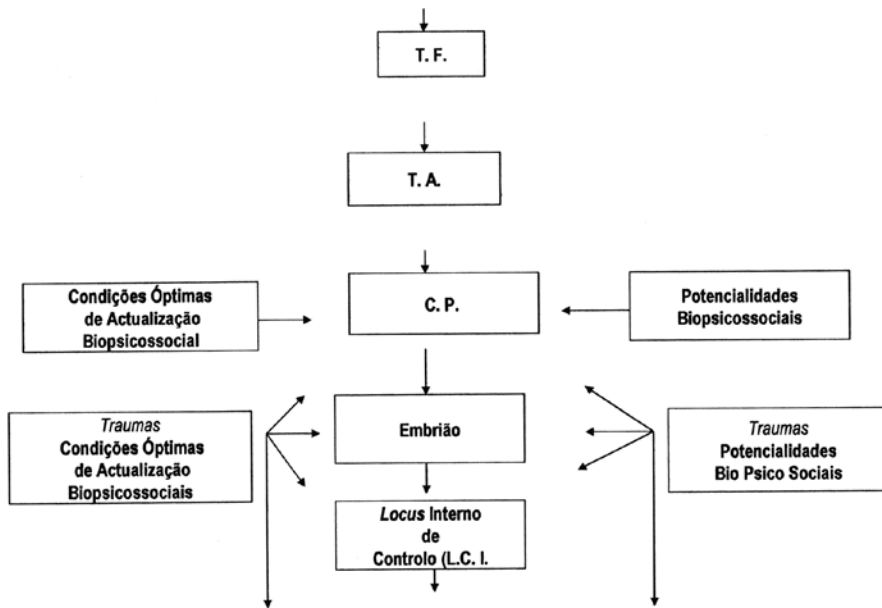 T. F.
T. A.
Condições Óptimas
de Actualização
Biopsicossocial
C. P.
Potencialidades
Biopsicossociais
Traumas
Condições Óptimas
de Actualização
Biopsicossociais
Embrião
Traumas
Potencialidades
Bio Psico Sociais
Locus Interno
de
Controlo (L.C. I.